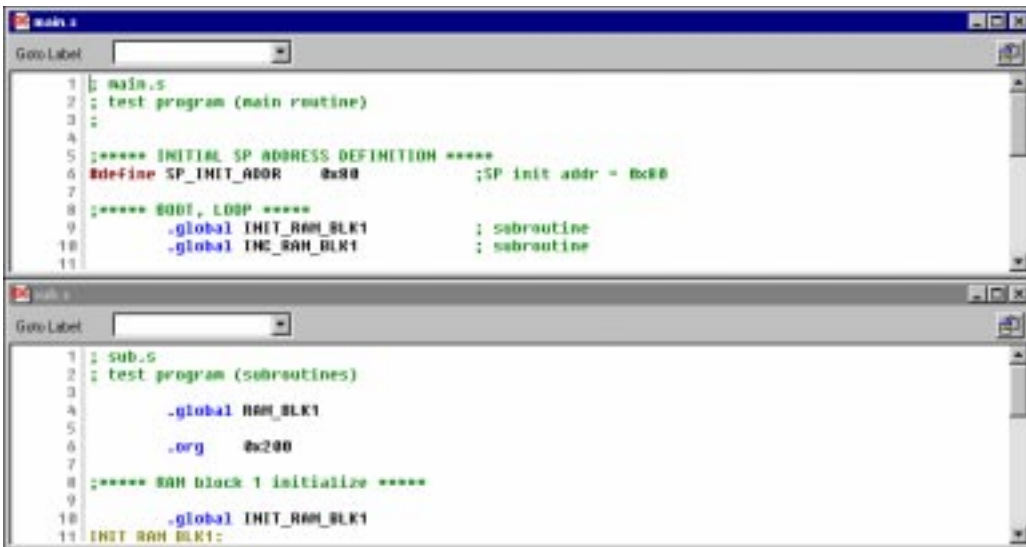 main.s
Goto Label
1 ; main.s
2 ; test program (main routine)
3 ;
4
5 ;***** INITIAL SP ADDRESS DEFINITION *****
6 #define SP_INIT_ADDR 0x80 ;SP init addr = 0x80
7
8 ;***** BOOT, LOOP *****
9 .global INIT_RAM_BLK1 ; subroutine
10 .global INC_RAM_BLK1 ; subroutine
11
sub.s
Goto Label
1 ; sub.s
2 ; test program (subroutines)
3
4 .global RAM_BLK1
5
6 .org 0x200
7
8 ;***** RAM block 1 initialize *****
9
10 .global INIT_RAM_BLK1
11 INIT_RAM_BLK1: